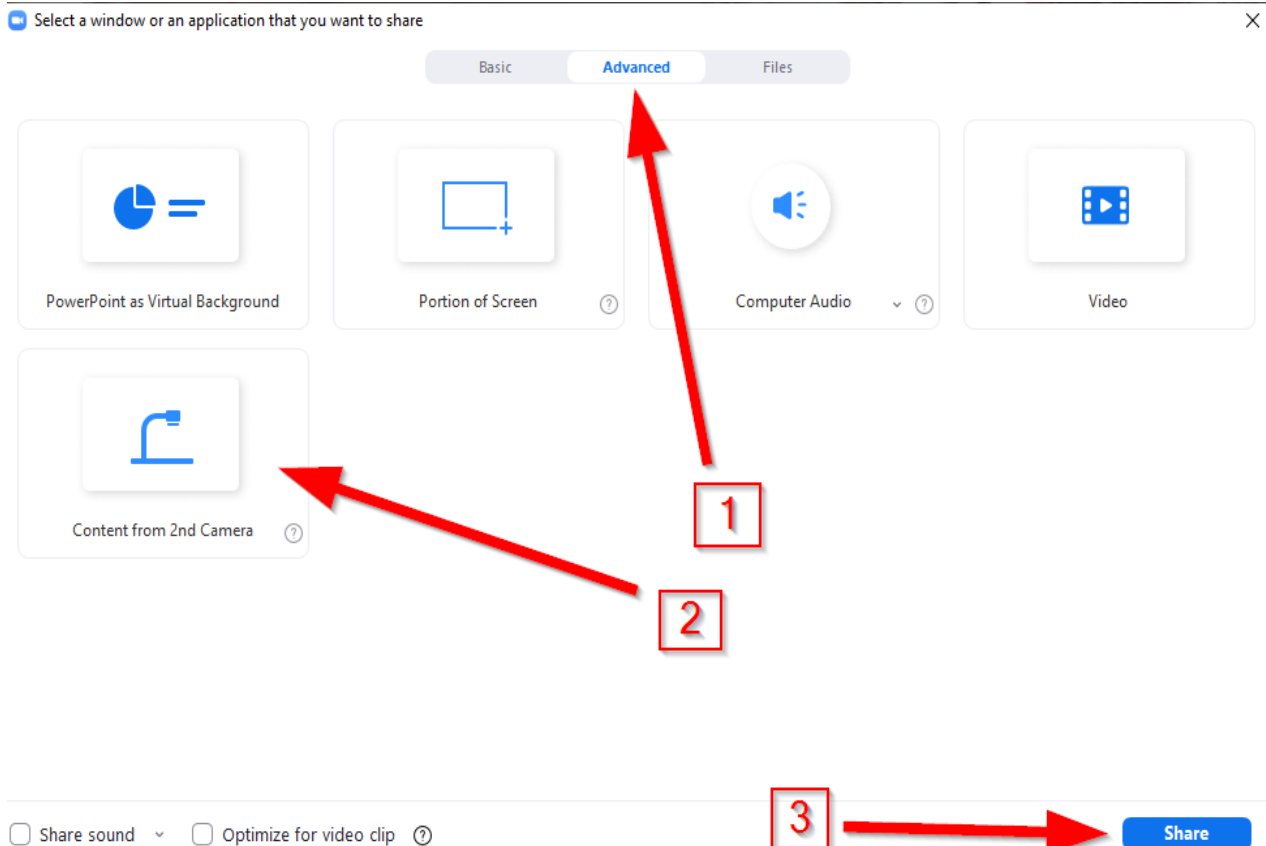 Select a window or an application that you want to share
Basic Advanced Files
PowerPoint as Virtual Background
Portion of Screen
Computer Audio
Video
Content from 2nd Camera
1
2
3
Share sound
Optimize for video clip
Share